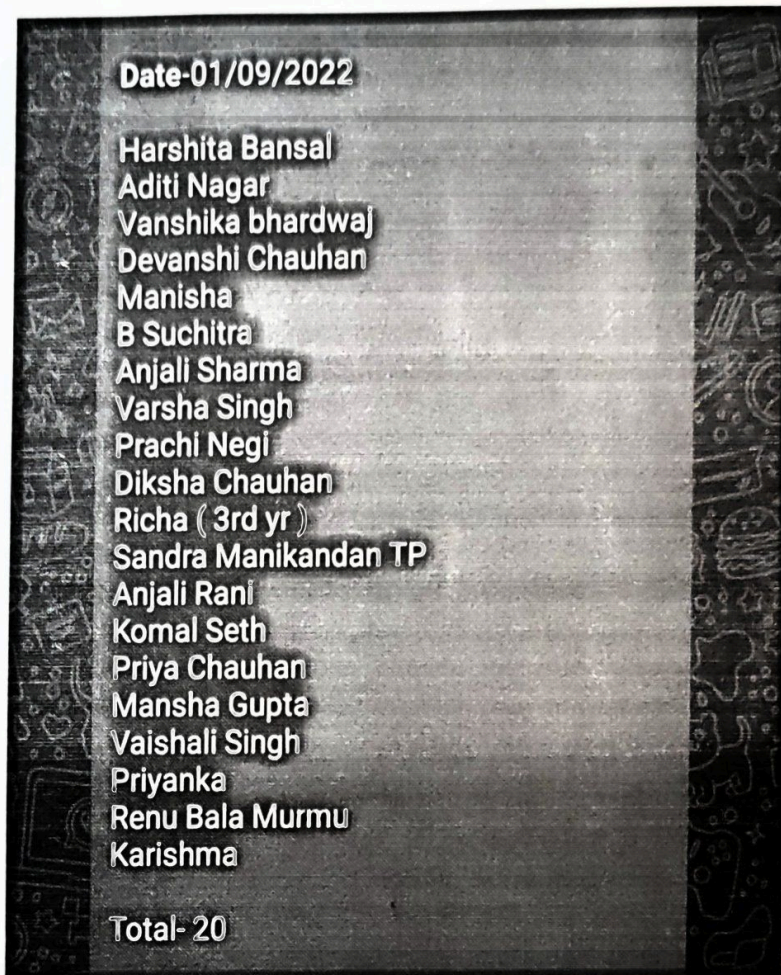 Date-01/09/2022
Harshita Bansal
Aditi Nagar
Vanshika bhardwaj
Devanshi Chauhan
Manisha
B Suchitra
Anjali Sharma
Varsha Singh
Prachi Negi
Diksha Chauhan
Richa ( 3rd yr )
Sandra Manikandan TP
Anjali Rani
Komal Seth
Priya Chauhan
Mansha Gupta
Vaishali Singh
Priyanka
Renu Bala Murmu
Karishma
Total- 20